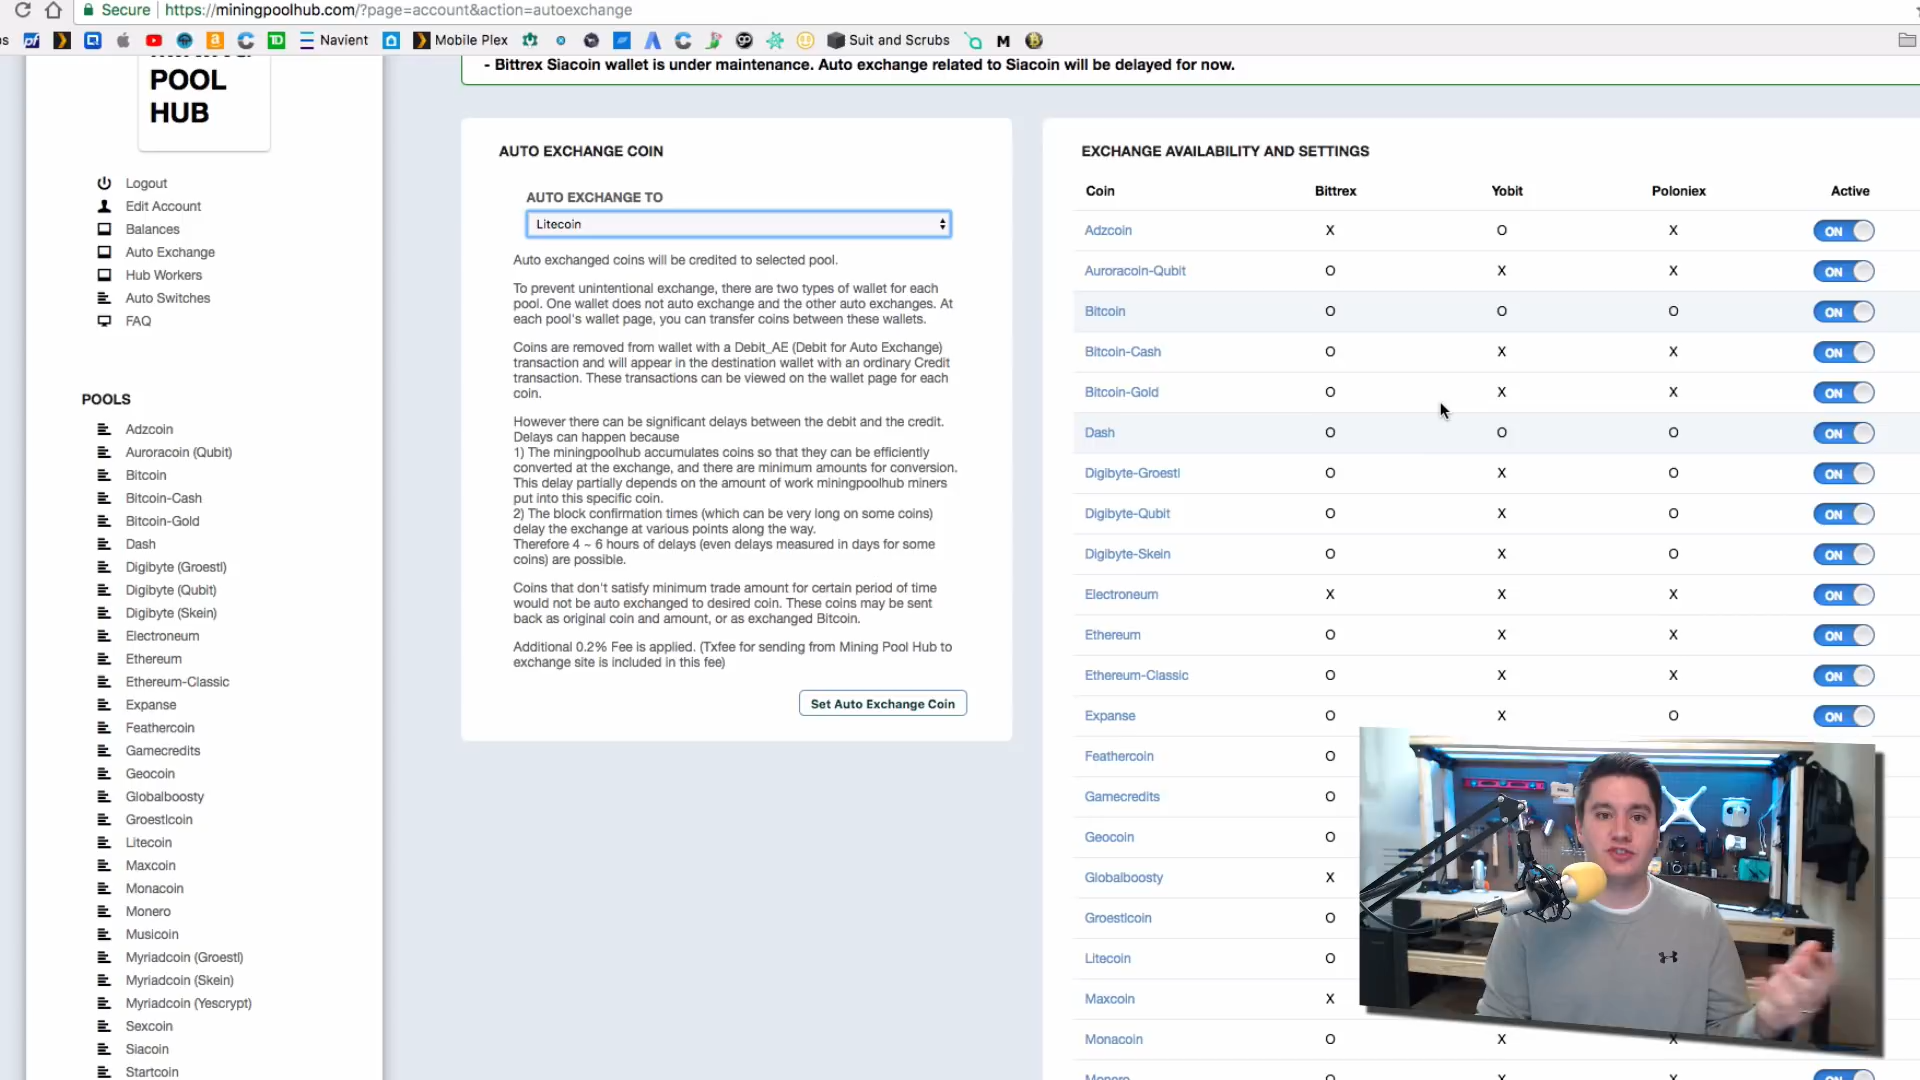 Secure https://miningpoolhub.com/?page=account&action=autoexchange
Navient
Mobile Plex
Suit and Scrubs
M
- Bittrex Siacoin wallet is under maintenance. Auto exchange related to Siacoin will be delayed for now.
POOL
HUB
Logout
Edit Account
Balances
Auto Exchange
Hub Workers
Auto Switches
FAQ
POOLS
Adzcoin
Auroracoin (Qubit)
Bitcoin
Bitcoin-Cash
Bitcoin-Gold
Dash
Digibyte (Groestl)
Digibyte (Qubit)
Digibyte (Skein)
Electroneum
Ethereum
Ethereum-Classic
Expanse
Feathercoin
Gamecredits
Geocoin
Globalboosty
Groestlcoin
Litecoin
Maxcoin
Monacoin
Monero
Musicoin
Myriadcoin (Groestl)
Myriadcoin (Skein)
Myriadcoin (Yescrypt)
Sexcoin
Siacoin
Startcoin
AUTO EXCHANGE COIN
AUTO EXCHANGE TO
Litecoin
Auto exchanged coins will be credited to selected pool.
To prevent unintentional exchange, there are two types of wallet for each
pool. One wallet does not auto exchange and the other auto exchanges. At
each pool's wallet page, you can transfer coins between these wallets.
Coins are removed from wallet with a Debit_AE (Debit for Auto Exchange)
transaction and will appear in the destination wallet with an ordinary Credit
transaction. These transactions can be viewed on the wallet page for each
coin.
However there can be significant delays between the debit and the credit.
Delays can happen because
1) The miningpoolhub accumulates coins so that they can be efficiently
converted at the exchange, and there are minimum amounts for conversion.
This delay partially depends on the amount of work miningpoolhub miners
put into this specific coin.
2) The block confirmation times (which can be very long on some coins)
delay the exchange at various points along the way.
Therefore 4 ~ 6 hours of delays (even delays measured in days for some
coins) are possible.
Coins that don't satisfy minimum trade amount for certain period of time
would not be auto exchanged to desired coin. These coins may be sent
back as original coin and amount, or as exchanged Bitcoin.
Additional 0.2% Fee is applied. (Txfee for sending from Mining Pool Hub to
exchange site is included in this fee)
Set Auto Exchange Coin
EXCHANGE AVAILABILITY AND SETTINGS
Coin Bittrex Yobit Poloniex Active
Adzcoin X O X ON
Auroracoin-Qubit O X X ON
Bitcoin O O O ON
Bitcoin-Cash O X X ON
Bitcoin-Gold O X X ON
Dash O O O ON
Digibyte-Groestl O X O ON
Digibyte-Qubit O X O ON
Digibyte-Skein O X O ON
Electroneum X X X ON
Ethereum O X X ON
Ethereum-Classic O X X ON
Expanse O X O ON
Feathercoin O
Gamecredits O
Geocoin O
Globalboosty X
Groestlcoin O
Litecoin O
Maxcoin X
Monacoin O X X
Monero O X X ON